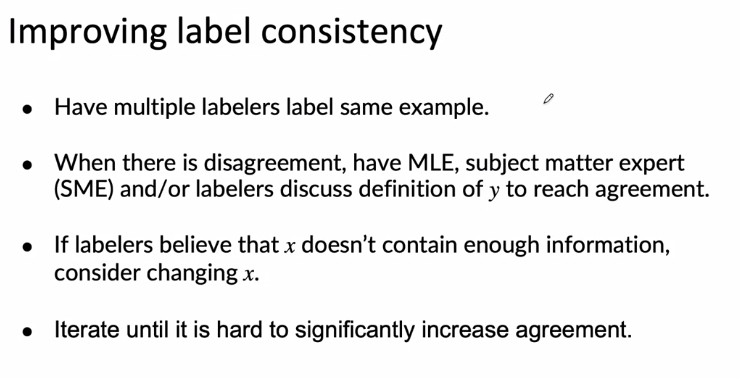 Improving label consistency
• Have multiple labelers label same example.
• When there is disagreement, have MLE, subject matter expert
(SME) and/or labelers discuss definition of y to reach agreement.
• If labelers believe that x doesn't contain enough information,
consider changing x.
• Iterate until it is hard to significantly increase agreement.